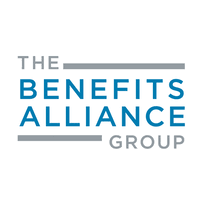 THE
BENEFITS
ALLIANCE
GROUP